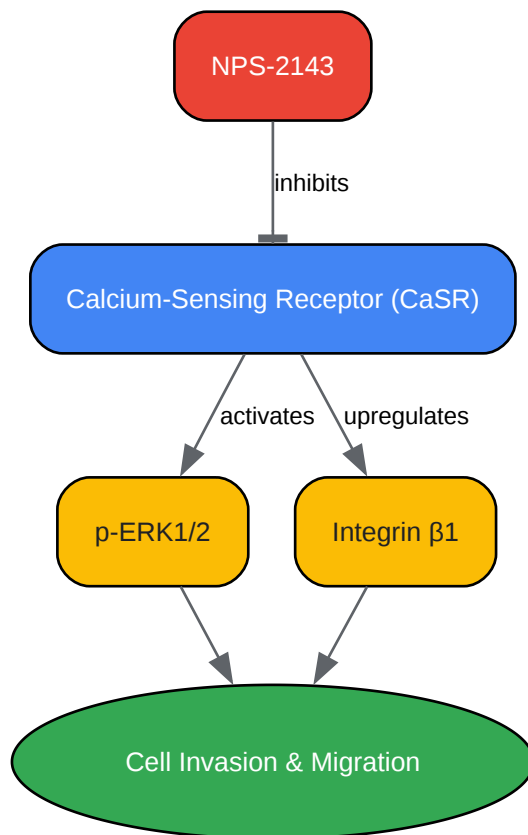 NPS-2143
inhibits
Calcium-Sensing Receptor (CaSR)
activates
upregulates
p-ERK1/2
Integrin β1
Cell Invasion & Migration